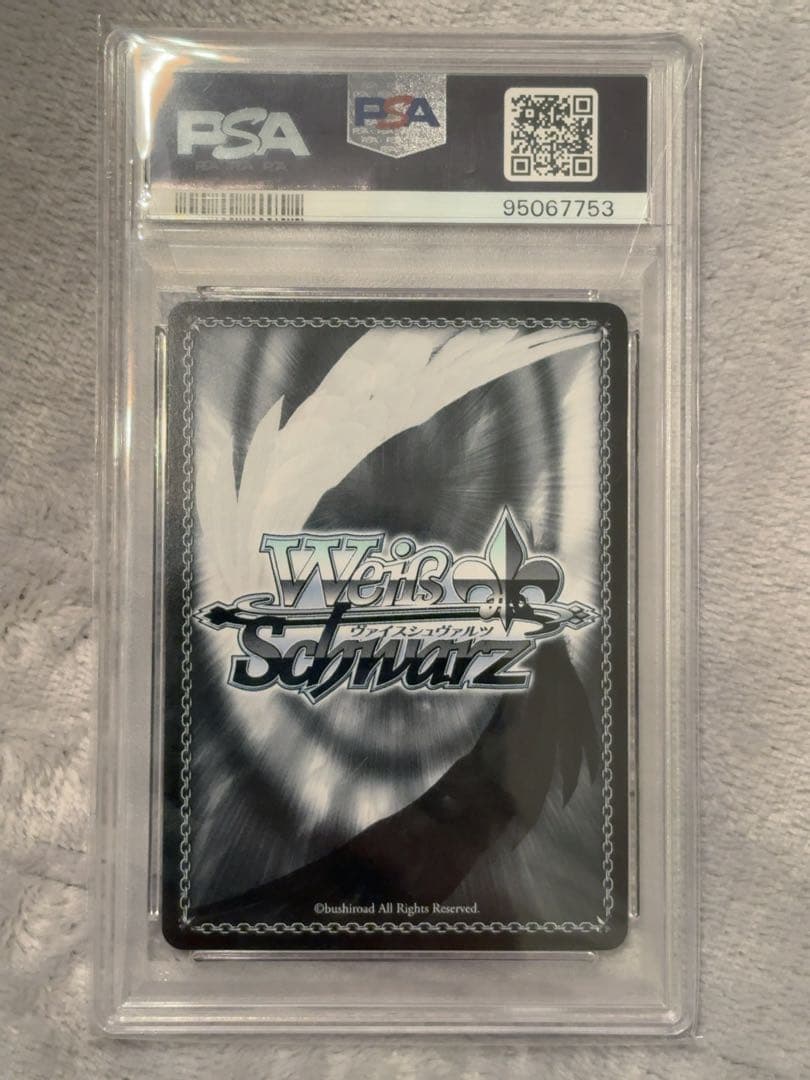 PSA
PSA
95067753
Weiß
ヴァイスシュヴァルツ
Schwarz
©bushiroad All Rights Reserved.